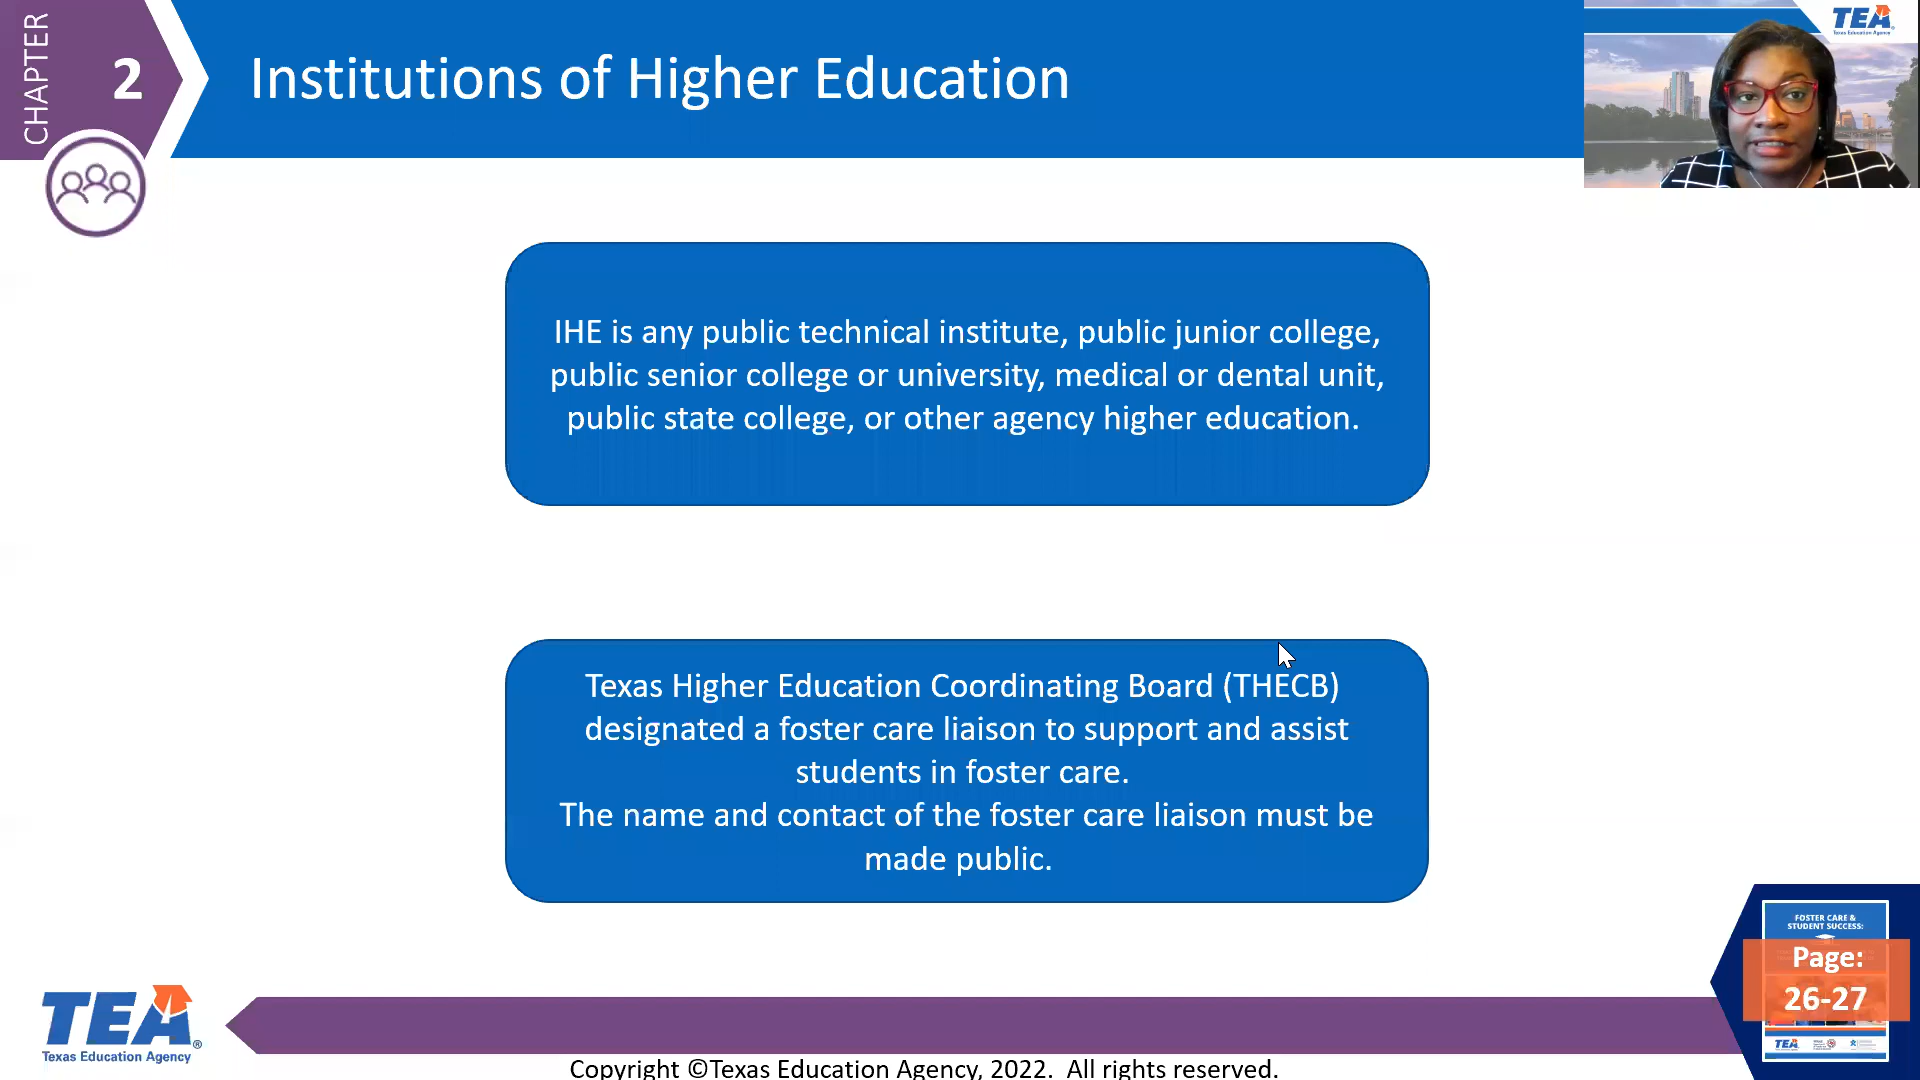 CHAPTER
2
Institutions of Higher Education
TEA
Texas Education Agency
IHE is any public technical institute, public junior college,
public senior college or university, medical or dental unit,
public state college, or other agency higher education.
Texas Higher Education Coordinating Board (THECB)
designated a foster care liaison to support and assist
students in foster care.
The name and contact of the foster care liaison must be
made public.
FOSTER CARE &
STUDENT SUCCESS:
Page:
26-27
TEA
TEA®
Texas Education Agency
Copyright ©Texas Education Agency, 2022.  All rights reserved.